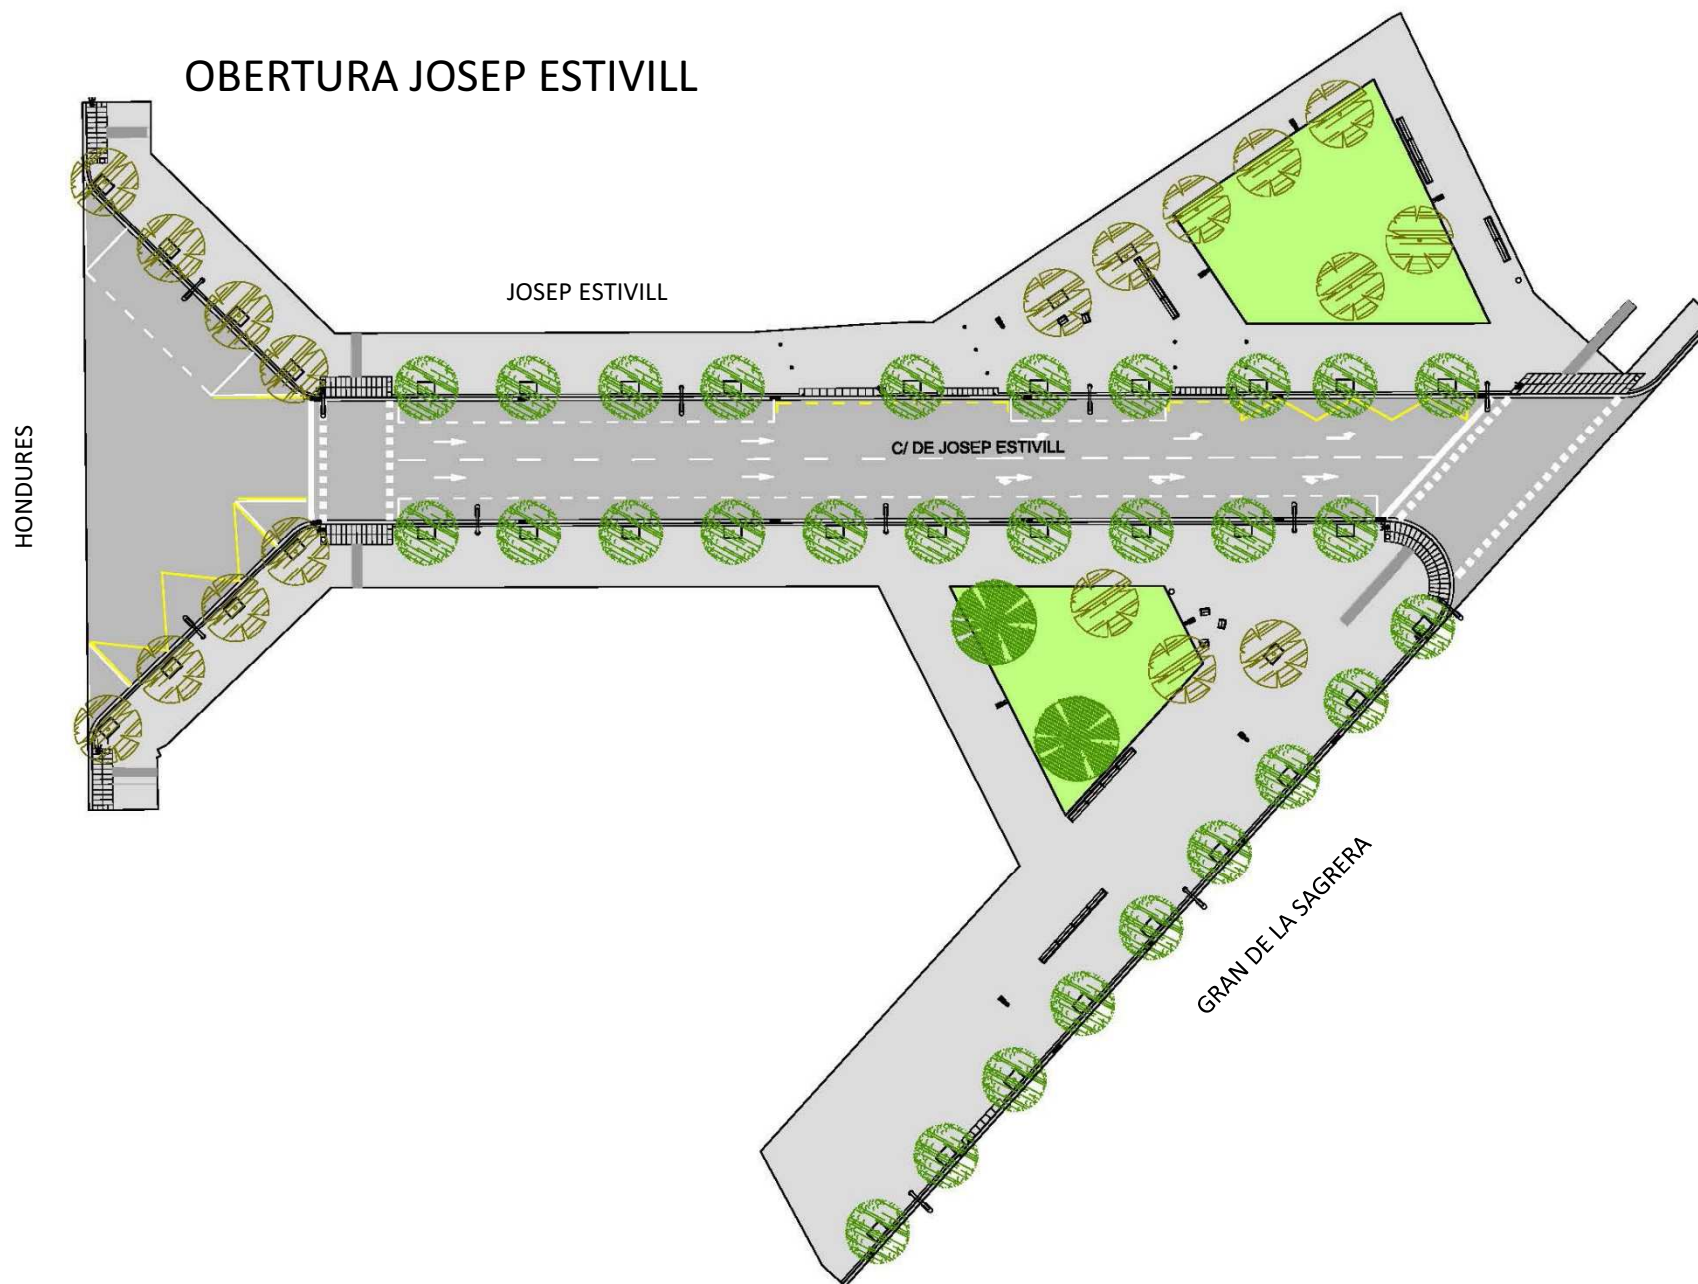 OBERTURA JOSEP ESTIVILL
JOSEP ESTIVILL
HONDURES
C/ DE JOSEP ESTIVILL
GRAN DE LA SAGRERA